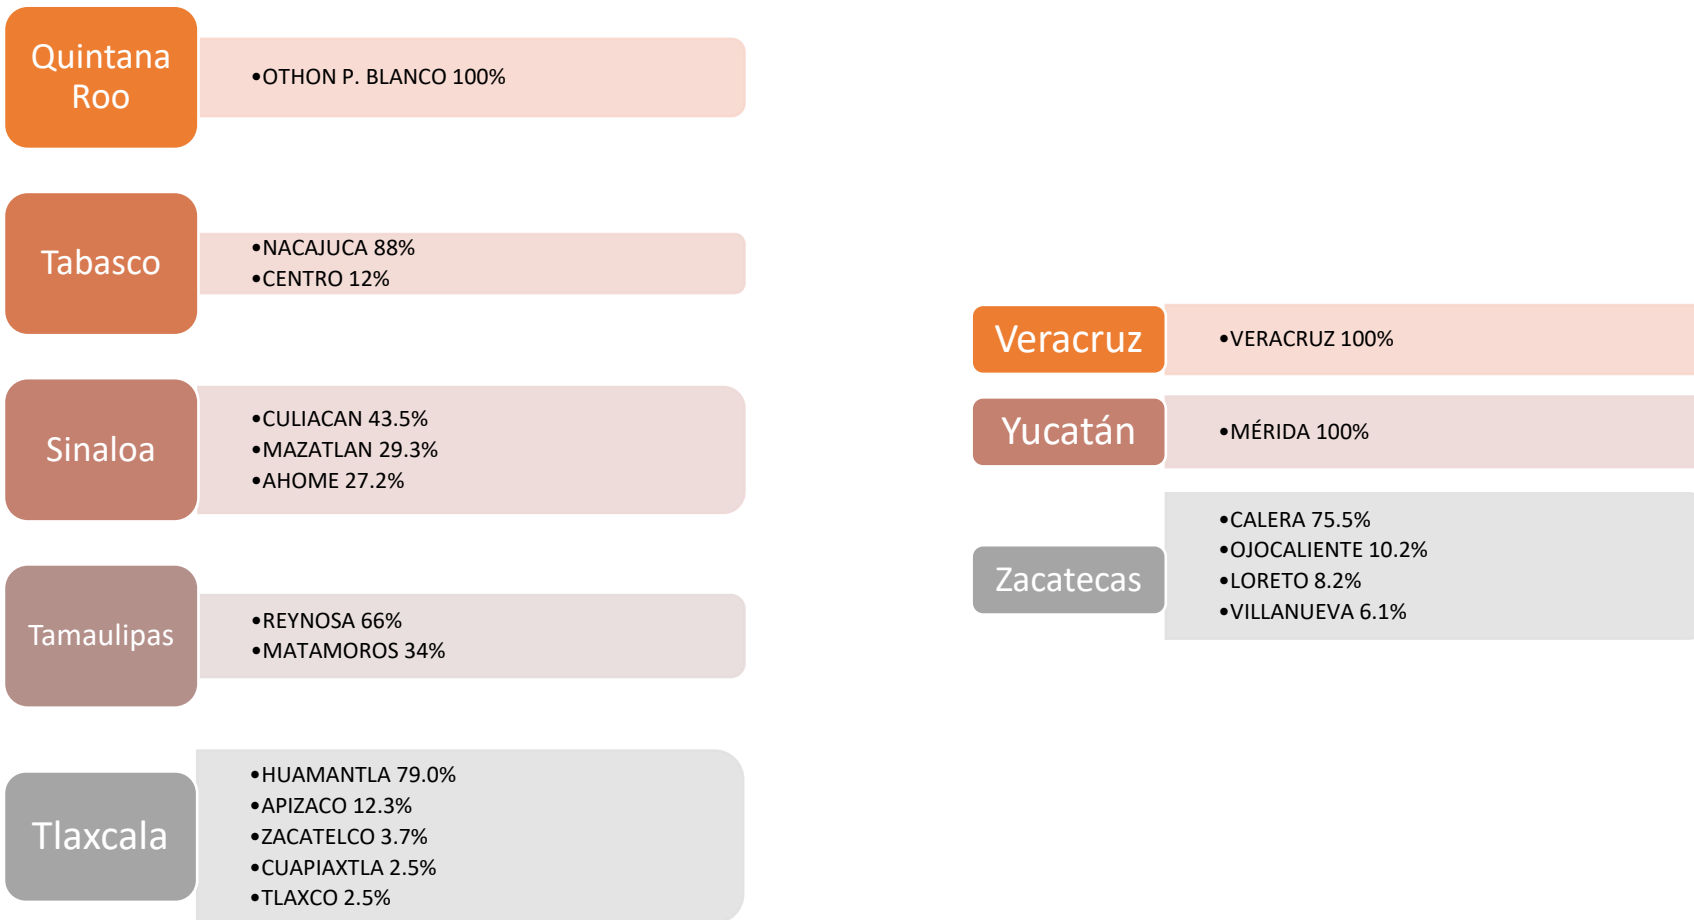 Quintana
Roo
•OTHON P. BLANCO 100%
Tabasco
•NACAJUCA 88%
•CENTRO 12%
Sinaloa
•CULIACAN 43.5%
•MAZATLAN 29.3%
•AHOME 27.2%
Tamaulipas
•REYNOSA 66%
•MATAMOROS 34%
Tlaxcala
•HUAMANTLA 79.0%
•APIZACO 12.3%
•ZACATELCO 3.7%
•CUAPIAXTLA 2.5%
•TLAXCO 2.5%
Veracruz
•VERACRUZ 100%
Yucatán
•MÉRIDA 100%
Zacatecas
•CALERA 75.5%
•OJOCALIENTE 10.2%
•LORETO 8.2%
•VILLANUEVA 6.1%